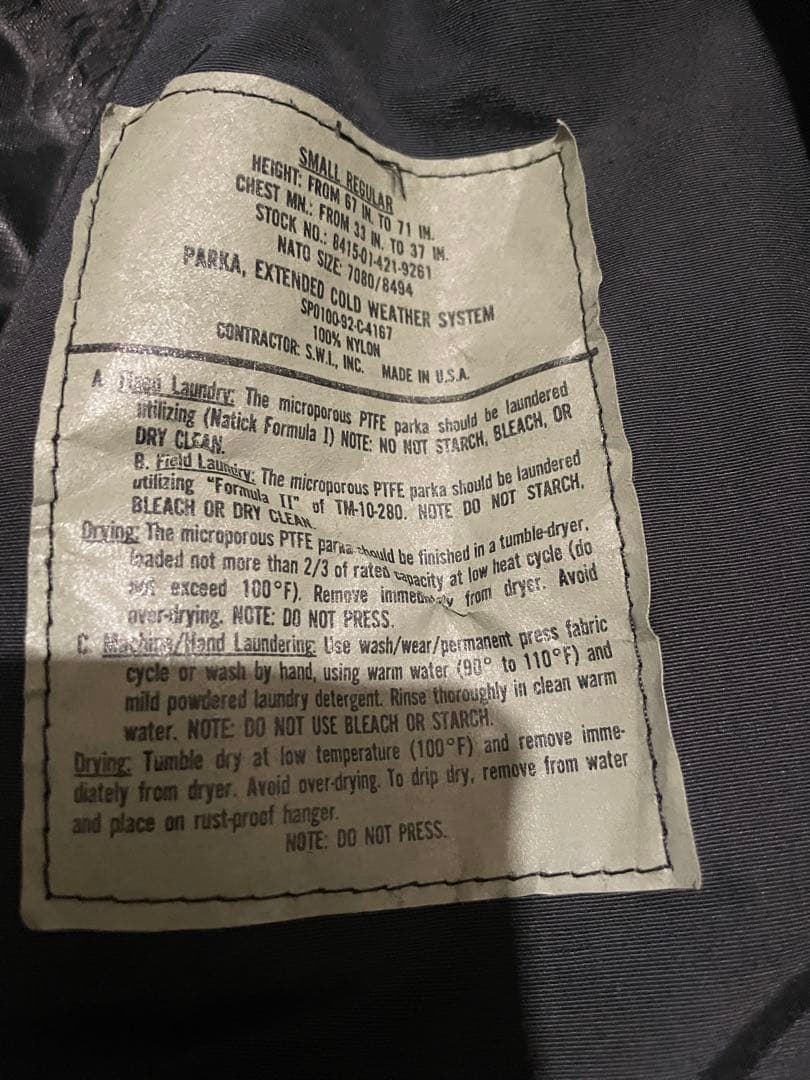 SMALL REGULAR
HEIGHT: FROM 67 IN. TO 71 IN.
CHEST MN.: FROM 33 IN. TO 37 IN.
STOCK NO.: 8415-01-421-9261
NATO SIZE: 7080/8494
PARKA, EXTENDED COLD WEATHER SYSTEM
SP0100-92-C-4167
100% NYLON
CONTRACTOR: S.W.I., INC. MADE IN U.S.A.
A. Laundry: The microporous PTFE parka should be laundered
utilizing (Natick Formula I) NOTE: NO NOT STARCH, BLEACH, OR
DRY CLEAN.
B. Field Laundry: The microporous PTFE parka should be laundered
utilizing "Formula II" of TM-10-280. NOTE DO NOT STARCH,
BLEACH OR DRY CLEAN.
Drying: The microporous PTFE parka should be finished in a tumble-dryer.
loaded not more than 2/3 of rated capacity at low heat cycle (do
not exceed 100°F). Remove immediately from dryer. Avoid
over-drying. NOTE: DO NOT PRESS.
C. Machine/Hand Laundering: Use wash/wear/permanent press fabric
cycle or wash by hand, using warm water (90° to 110°F) and
mild powdered laundry detergent. Rinse thoroughly in clean warm
water. NOTE: DO NOT USE BLEACH OR STARCH.
Drying: Tumble dry at low temperature (100°F) and remove imme-
diately from dryer. Avoid over-drying. To drip dry, remove from water
and place on rust-proof hanger.
NOTE: DO NOT PRESS.